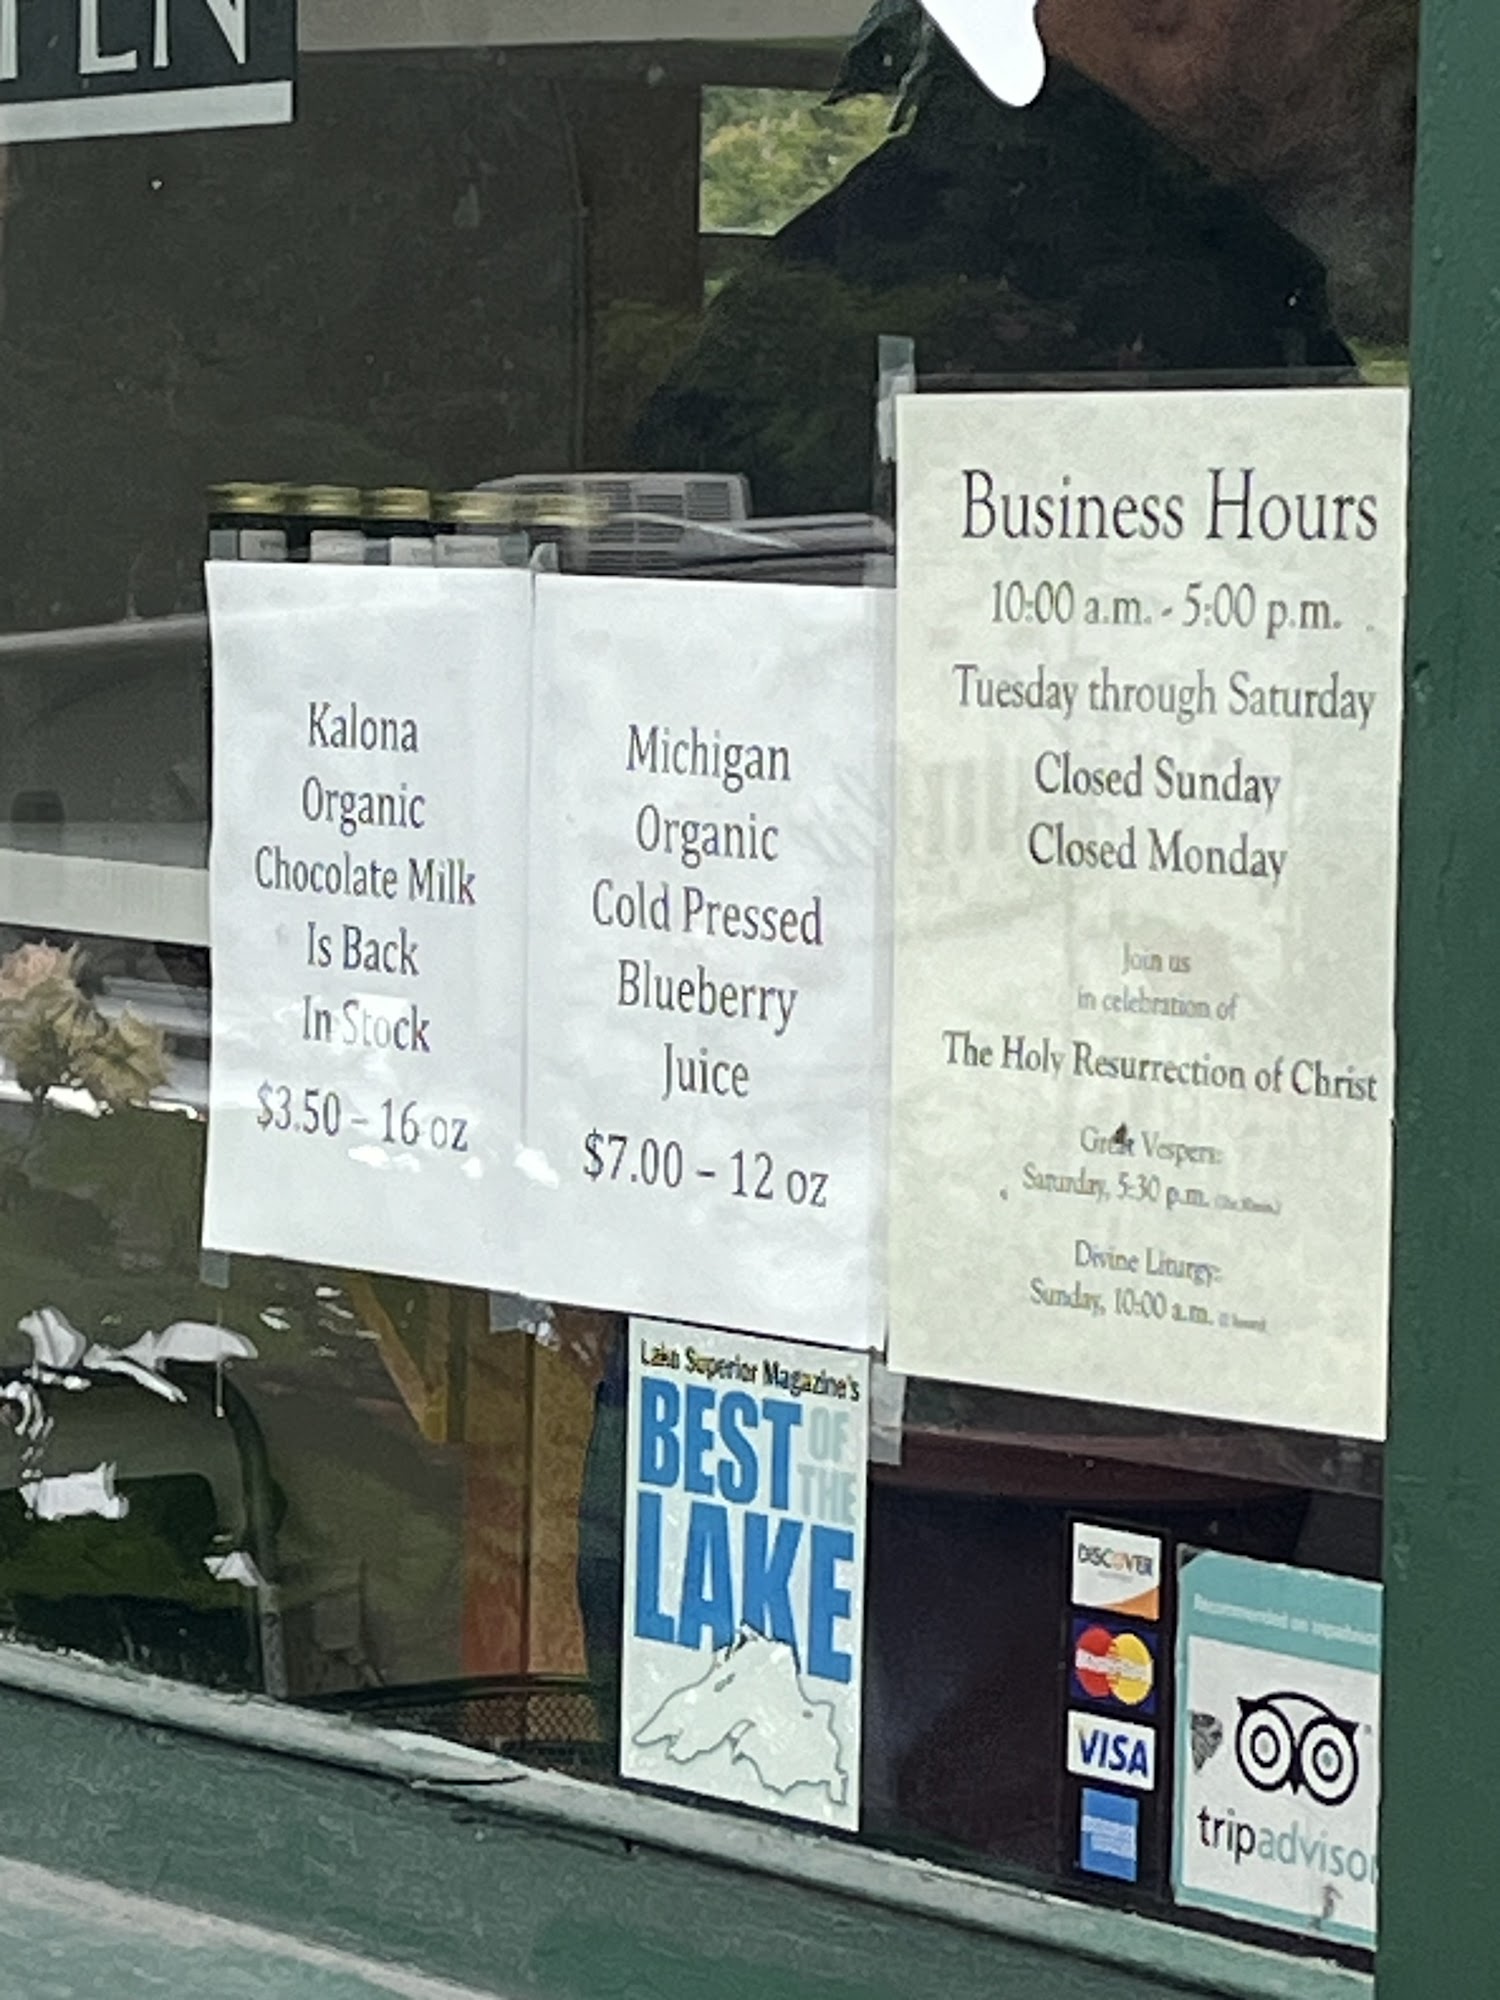 Kalona
Organic
Chocolate Milk
Is Back
In Stock
$3.50 – 16 oz
Michigan
Organic
Cold Pressed
Blueberry
Juice
$7.00 – 12 oz
Business Hours
10:00 a.m. - 5:00 p.m.
Tuesday through Saturday
Closed Sunday
Closed Monday
Join us
in celebration of
The Holy Resurrection of Christ
Great Vespers:
Saturday, 5:30 p.m.
Divine Liturgy:
Sunday, 10:00 a.m.
Lake Superior Magazine's
BEST OF
THE
LAKE
DISCOVER
VISA
Recommended on tripadvisor
tripadvisor